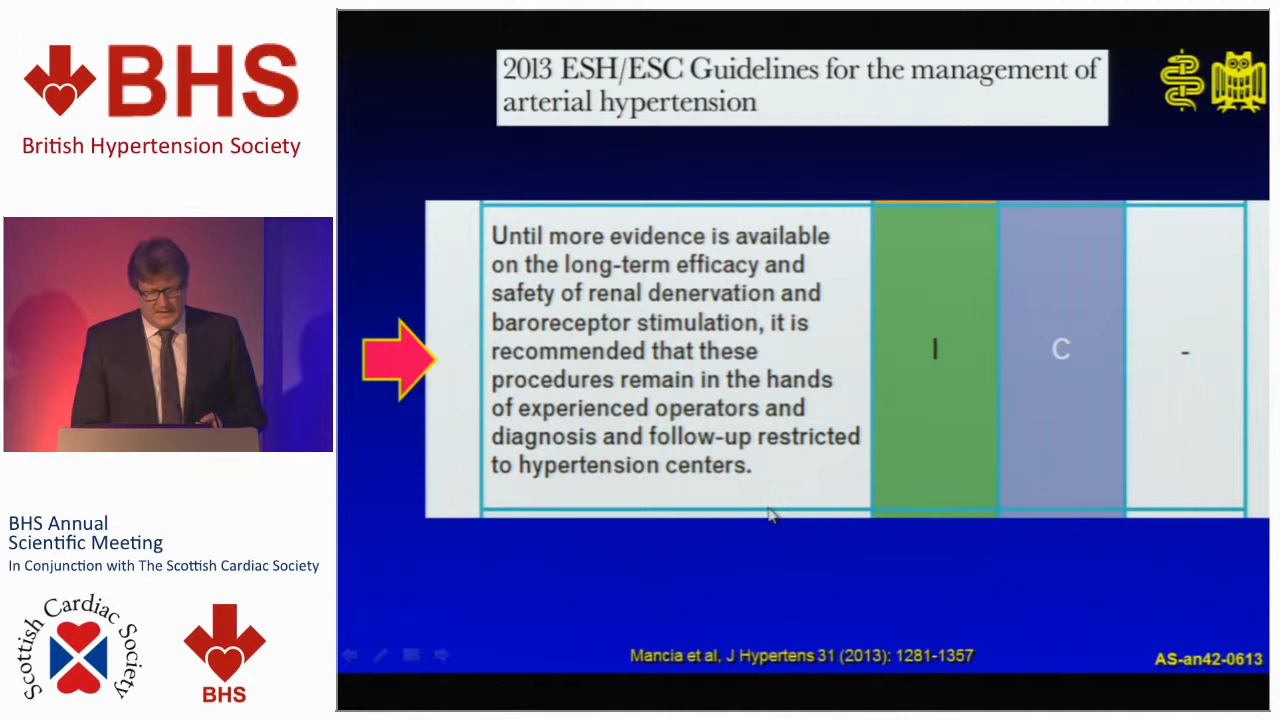 BHS
British Hypertension Society
2013 ESH/ESC Guidelines for the management of
arterial hypertension
Until more evidence is available
on the long-term efficacy and
safety of renal denervation and
baroreceptor stimulation, it is
recommended that these
procedures remain in the hands
of experienced operators and
diagnosis and follow-up restricted
to hypertension centers.
I
C
-
BHS Annual
Scientific Meeting
In Conjunction with The Scottish Cardiac Society
Scottish Cardiac Society
BHS
Mancia et al, J Hypertens 31 (2013): 1281-1357
AS-an42-0613